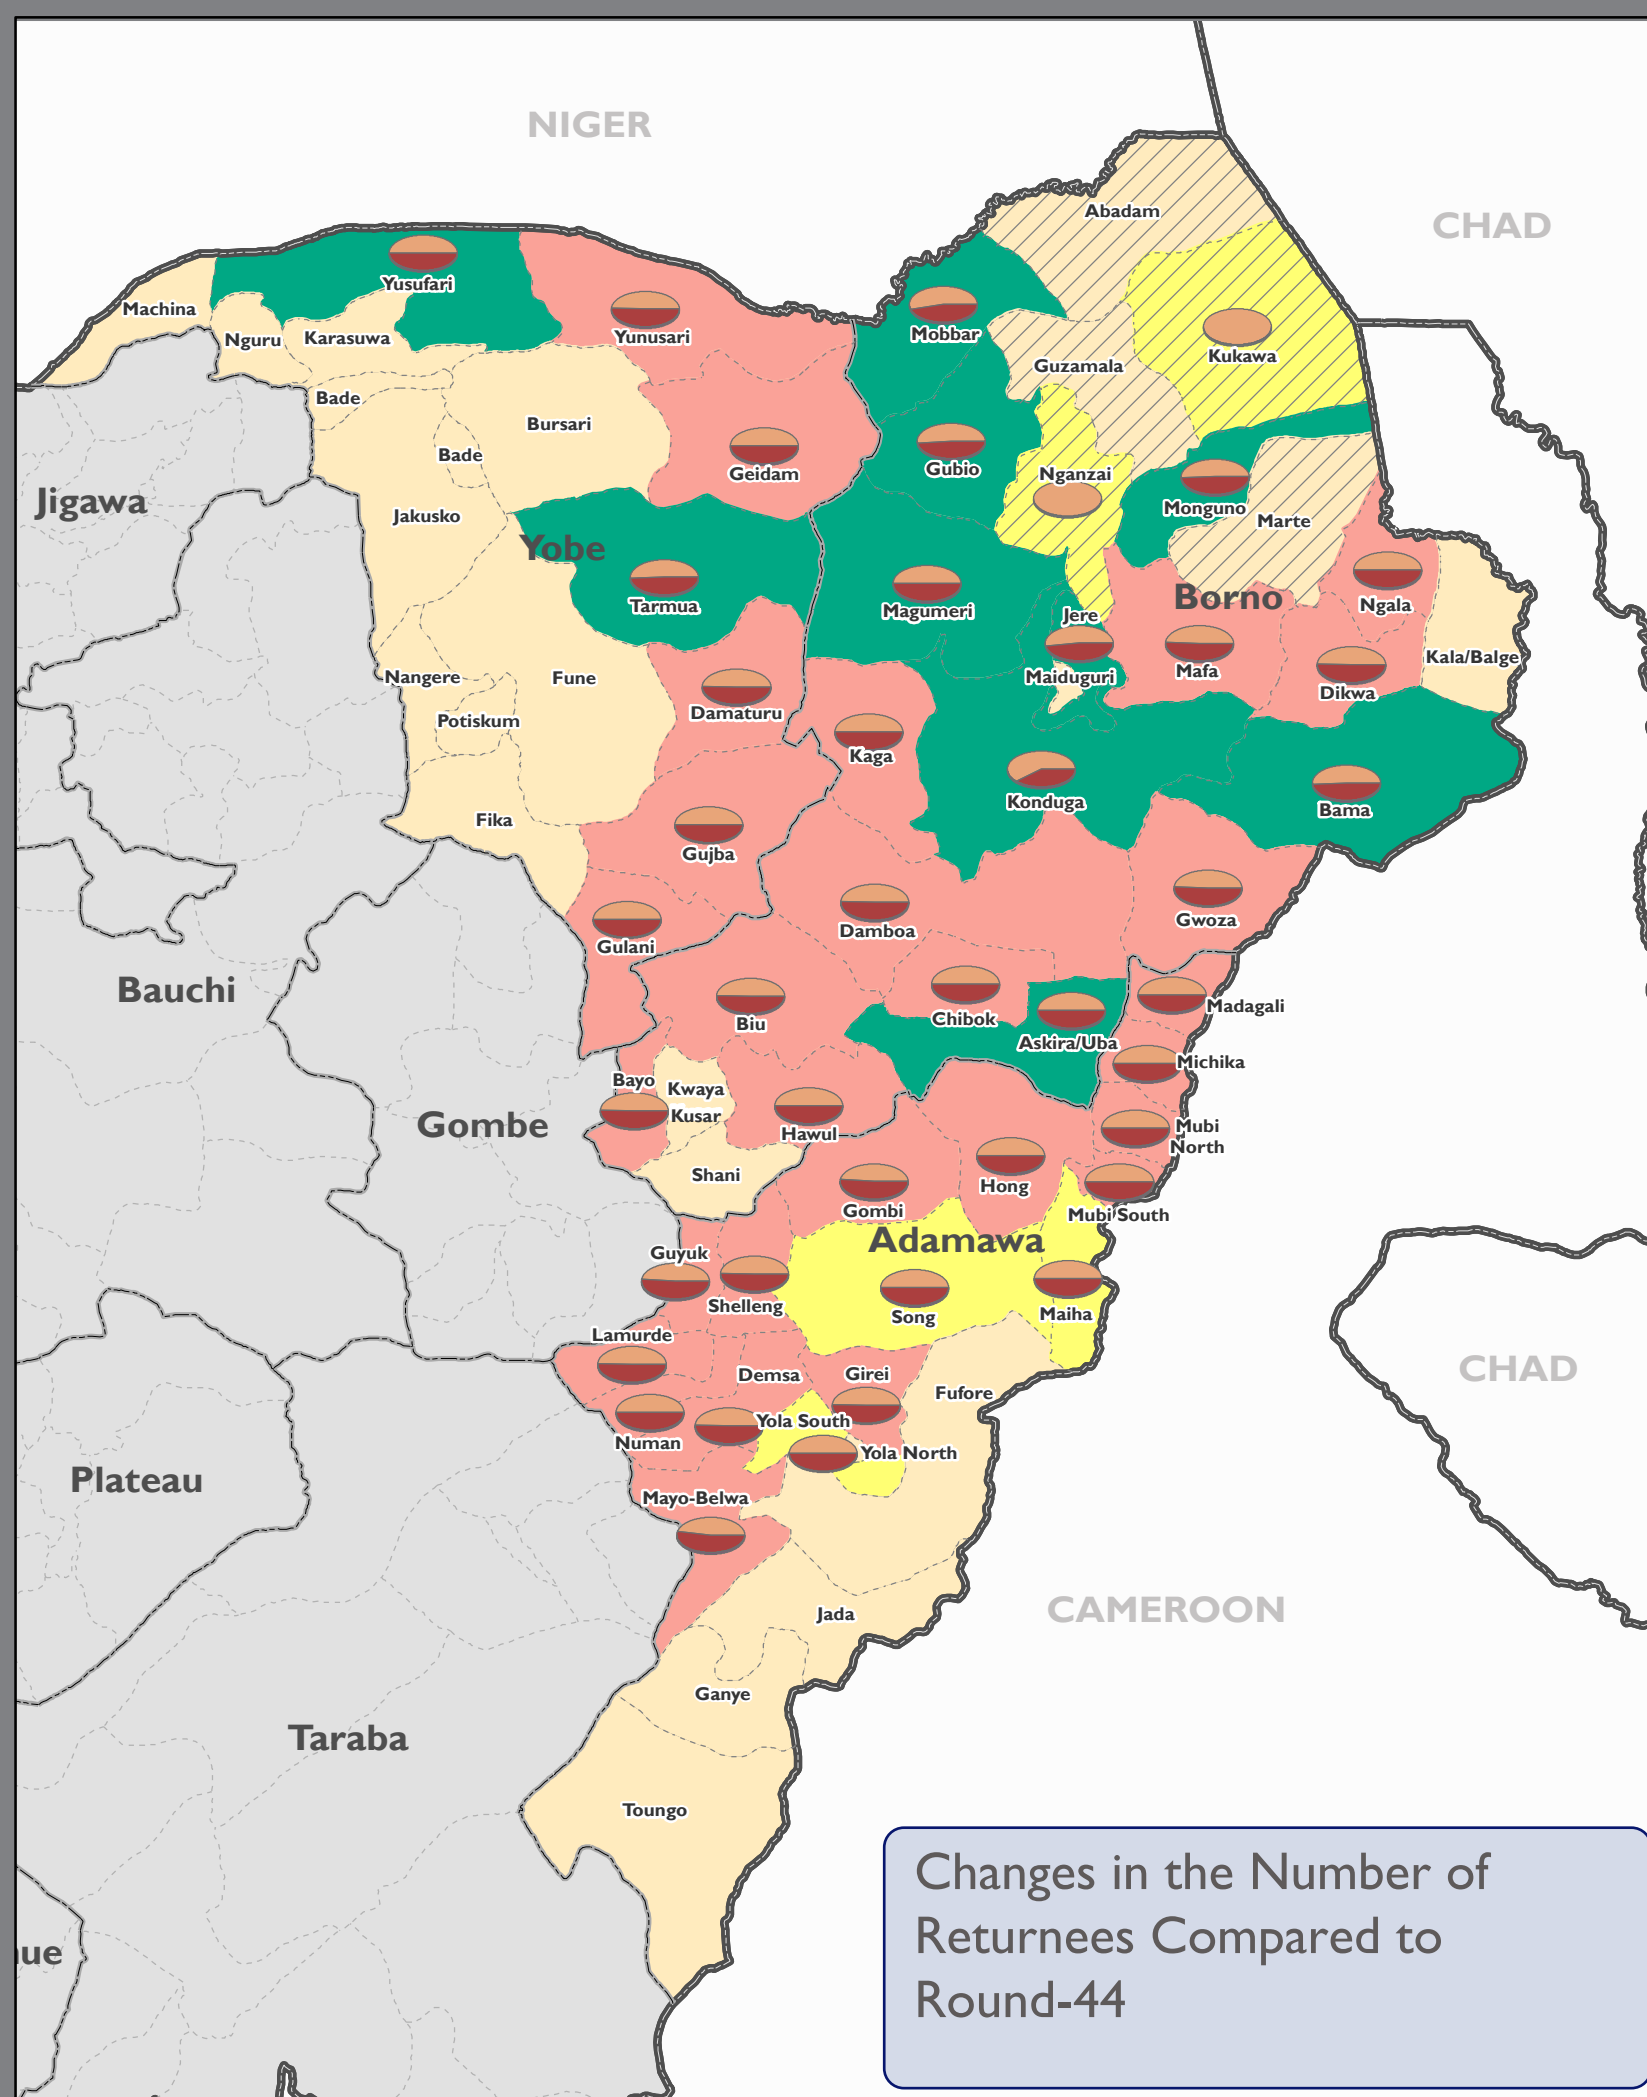 NIGER
CHAD
Abadam
Yusufari
Machina
Nguru
Karasuwa
Yunusari
Mobbar
Kukawa
Guzamala
Bade
Bursari
Bade
Geidam
Gubio
Nganzai
Monguno
Marte
Jigawa
Jakusko
Yobe
Tarmua
Magumeri
Borno
Jere
Ngala
Maiduguri
Mafa
Kala/Balge
Dikwa
Nangere
Fune
Potiskum
Damaturu
Kaga
Konduga
Bama
Fika
Gujba
Gulani
Damboa
Gwoza
Bauchi
Biu
Chibok
Askira/Uba
Madagali
Michika
Bayo
Kwaya
Kusar
Gombe
Hawul
Mubi
North
Shani
Gombi
Hong
Mubi South
Adamawa
Guyuk
Shelleng
Song
Maiha
Lamurde
Demsa
Girei
Fufore
CHAD
Numan
Yola South
Yola North
Plateau
Mayo-Belwa
Jada
CAMEROON
Ganye
Taraba
Toungo
ue
Changes in the Number of
Returnees Compared to
Round-44